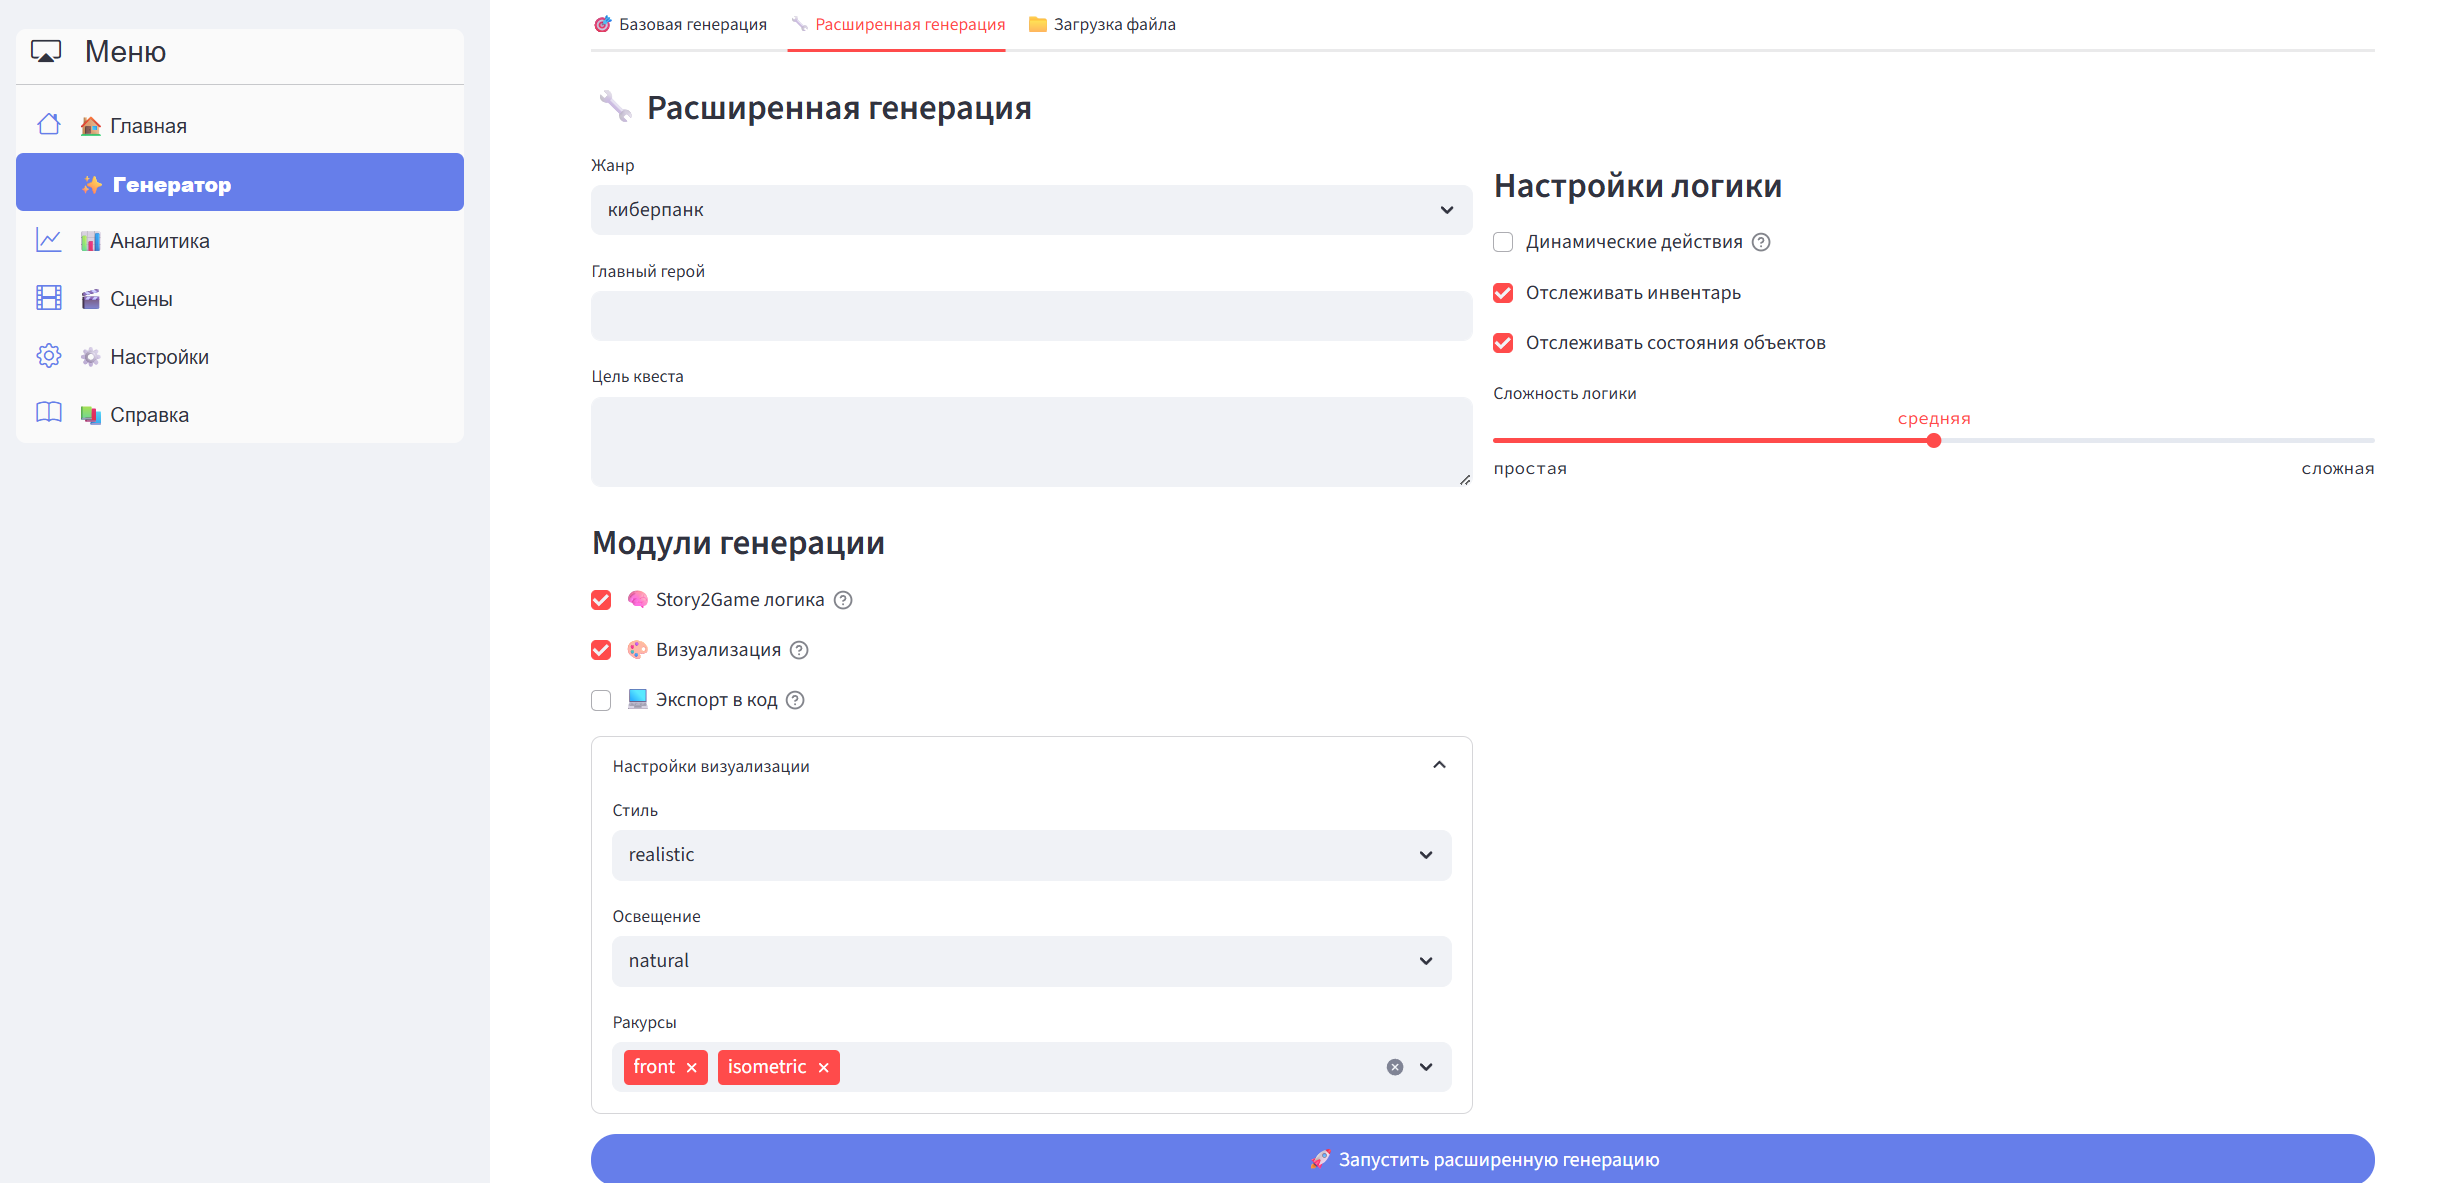 Меню
Главная
Генератор
Аналитика
Сцены
Настройки
Справка
Базовая генерация
Расширенная генерация
Загрузка файла
Расширенная генерация
Жанр
киберпанк
Главный герой
Цель квеста
Настройки логики
Динамические действия
Отслеживать инвентарь
Отслеживать состояния объектов
Сложность логики
средняя
простая
сложная
Модули генерации
Story2Game логика
Визуализация
Экспорт в код
Настройки визуализации
Стиль
realistic
Освещение
natural
Ракурсы
front
isometric
Запустить расширенную генерацию